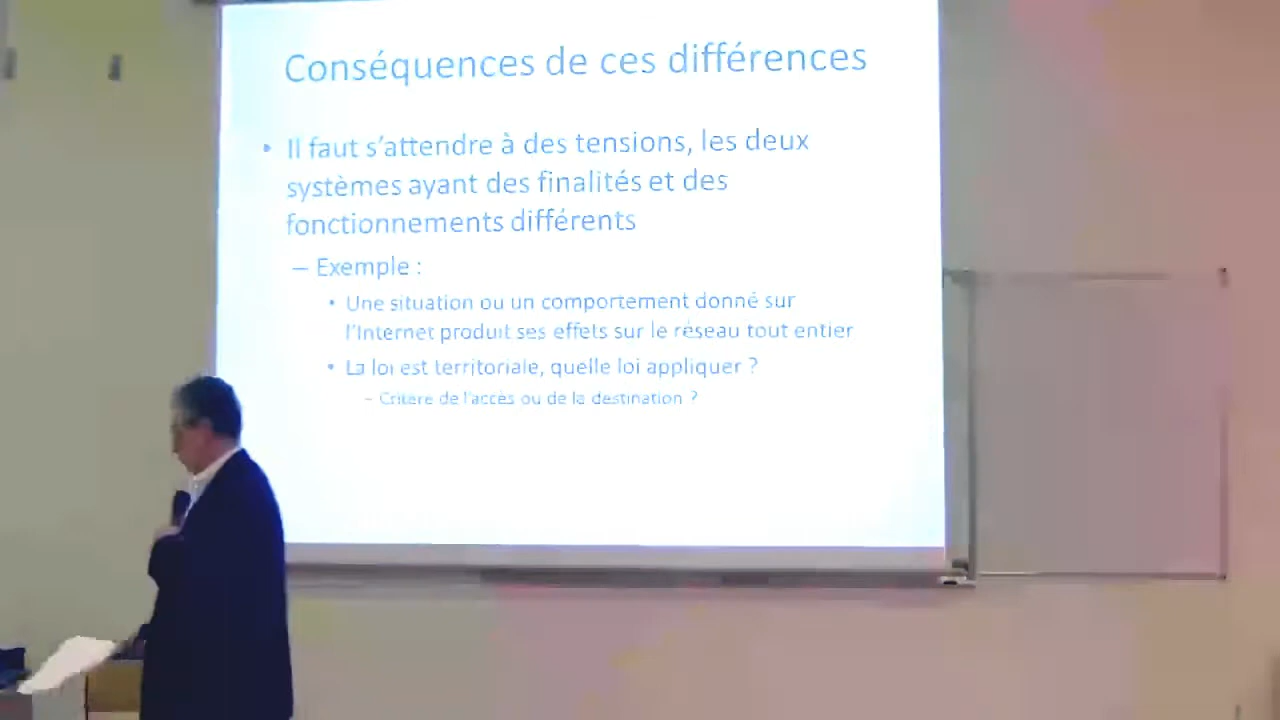 Conséquences de ces différences
• Il faut s'attendre à des tensions, les deux
systèmes ayant des finalités et des
fonctionnements différents
– Exemple :
• Une situation ou un comportement donné sur
l'Internet produit ses effets sur le réseau tout entier
• La loi est territoriale, quelle loi appliquer ?
– Critère de l'accès ou de la destination ?